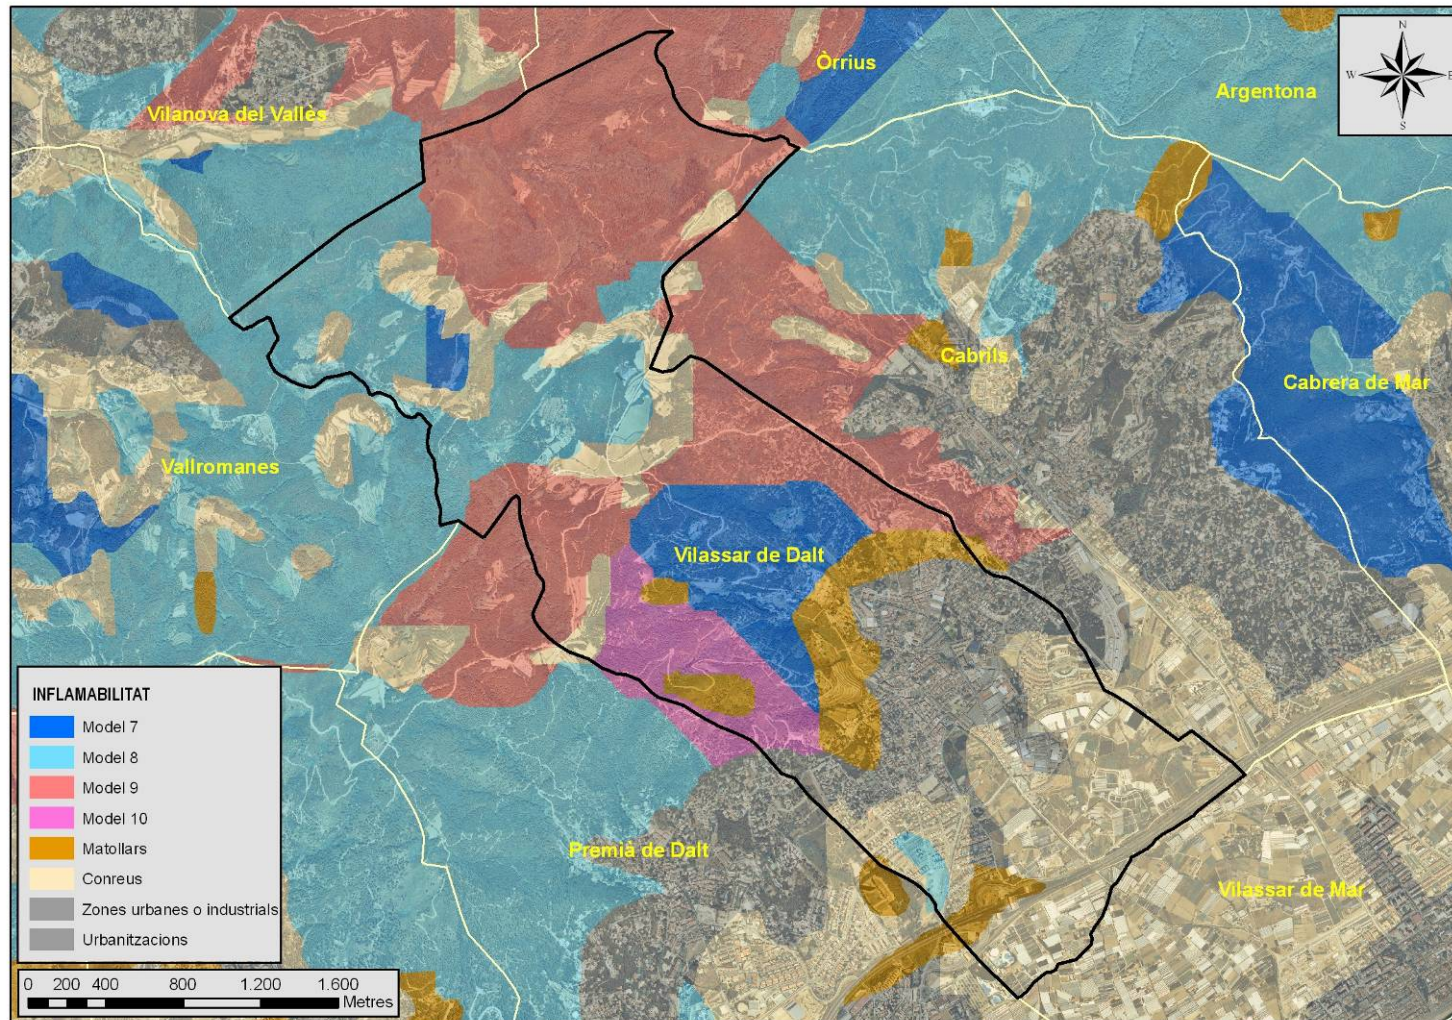 N
W
E
S
Òrrius
Argentona
Vilanova del Vallès
Cabrils
Cabrera de Mar
Vallromanes
Vilassar de Dalt
Premià de Dalt
Vilassar de Mar
INFLAMABILITAT
Model 7
Model 8
Model 9
Model 10
Matollars
Conreus
Zones urbanes o industrials
Urbanitzacions
0 200 400 800 1.200 1.600
Metres